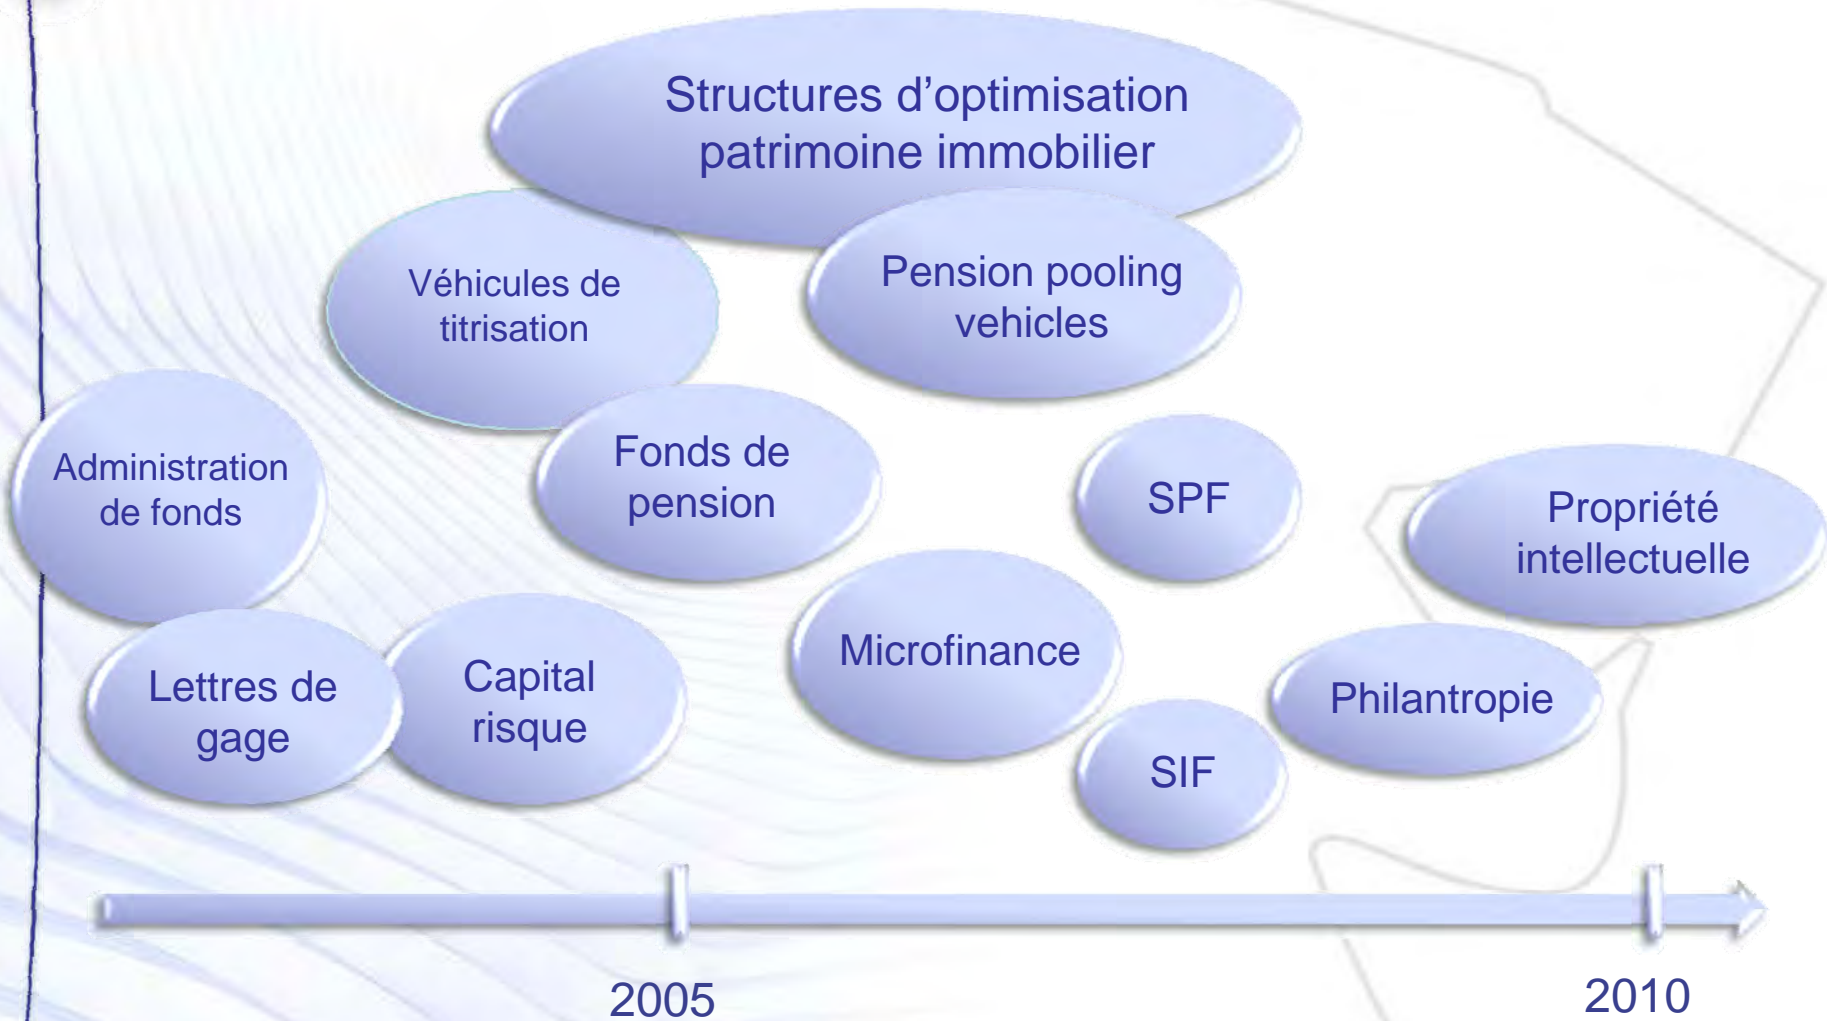 Structures d'optimisation
patrimoine immobilier
Véhicules de
titrisation
Pension pooling
vehicles
Administration
de fonds
Fonds de
pension
SPF
Propriété
intellectuelle
Lettres de
gage
Capital
risque
Microfinance
SIF
Philantropie
2005
2010